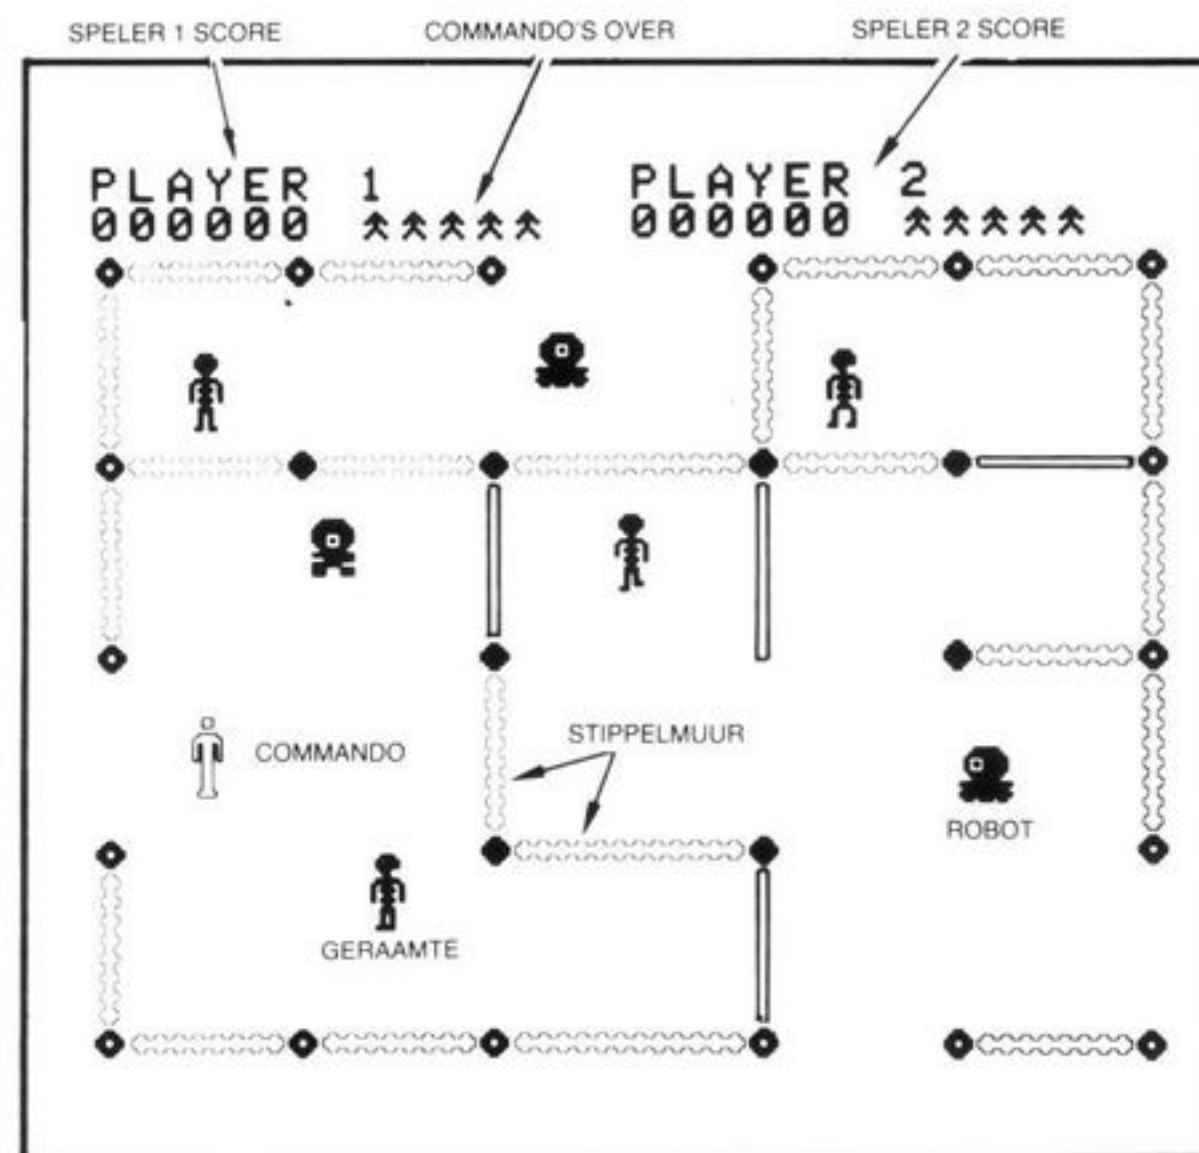 SPELER 1 SCORE
COMMANDO'S OVER
SPELER 2 SCORE
PLAYER 1
000000
PLAYER 2
000000
COMMANDO
STIPPELMUUR
ROBOT
GERAAMTE